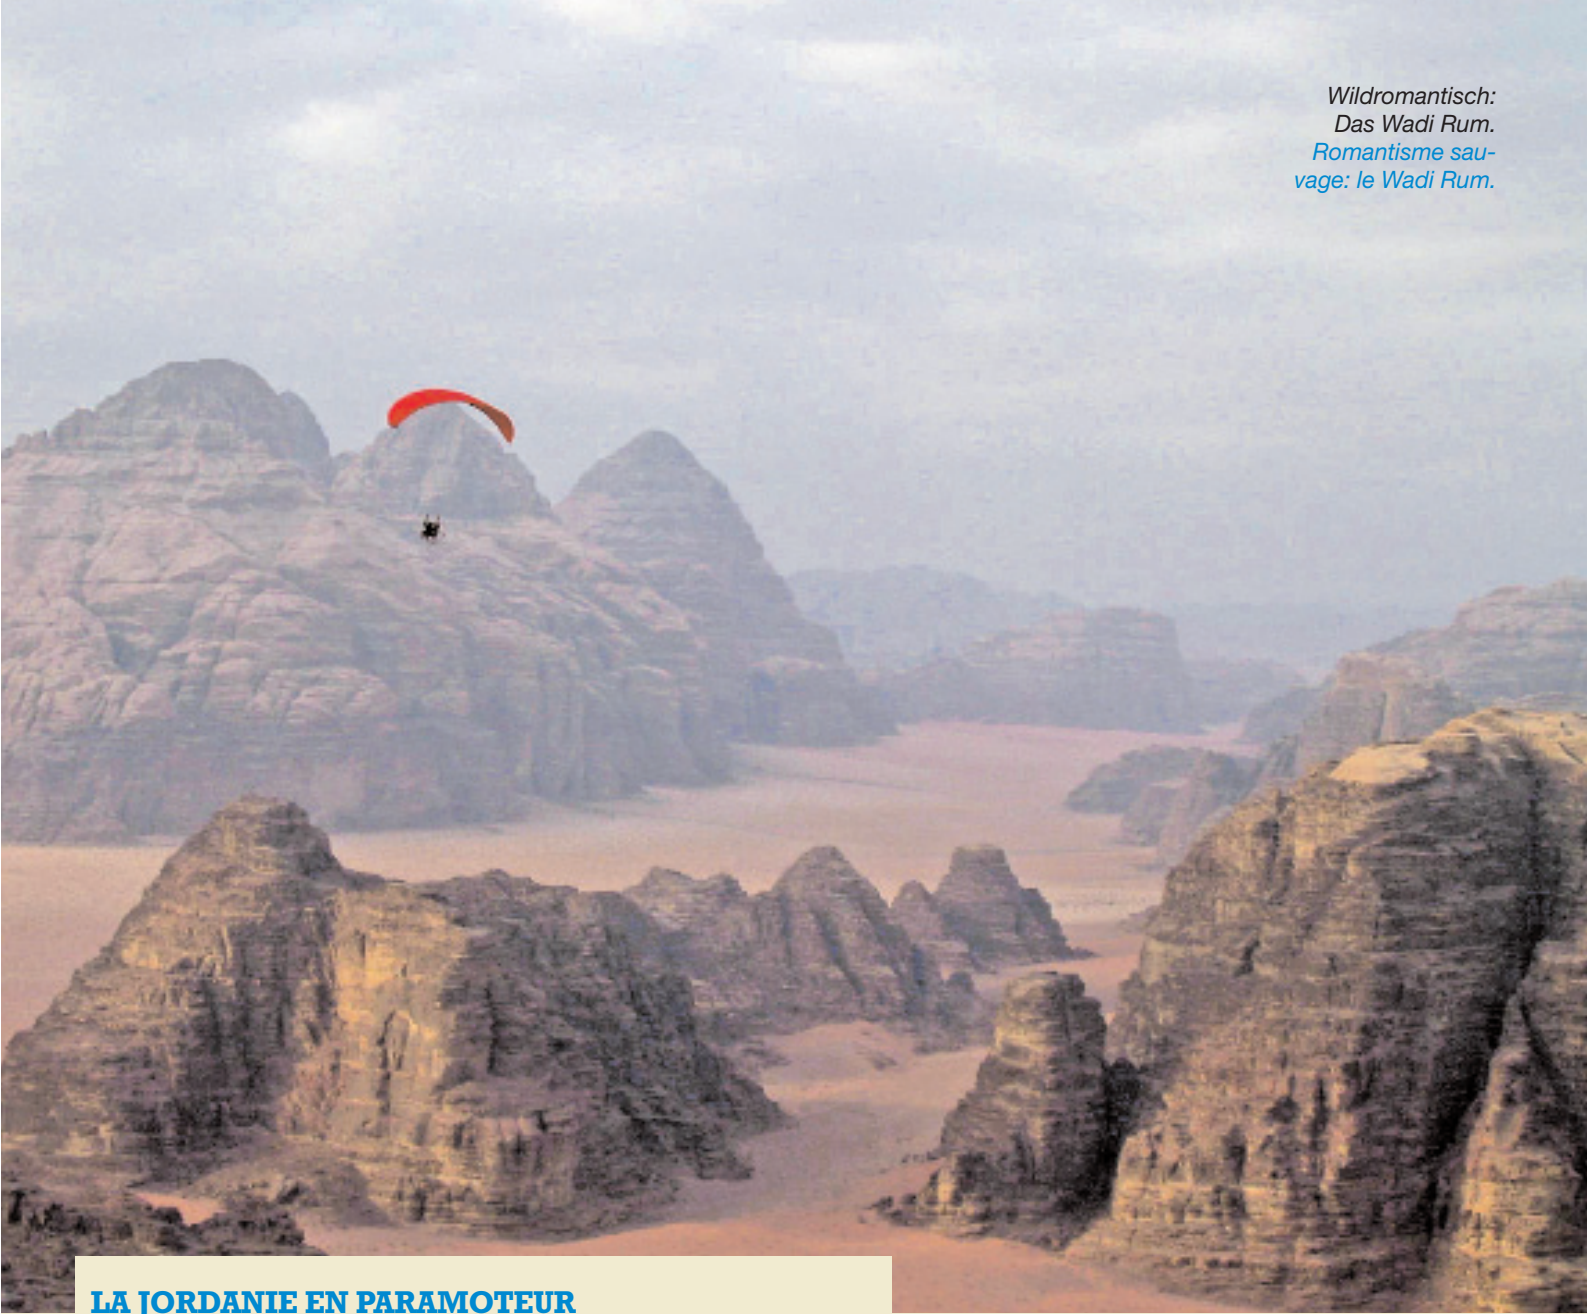 Wildromantisch:
Das Wadi Rum.
Romantisme sau-
vage: le Wadi Rum.
LA JORDANIE EN PARAMOTEUR